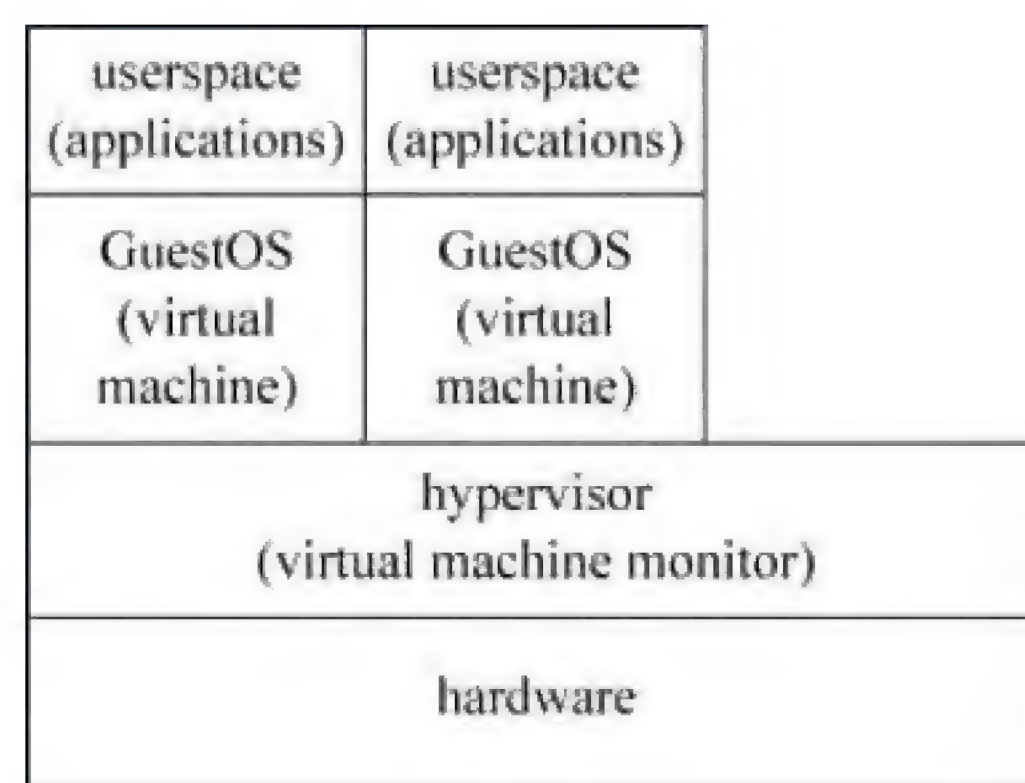 userspace
(applications)
userspace
(applications)
GuestOS
(virtual
machine)
GuestOS
(virtual
machine)
hypervisor
(virtual machine monitor)
hardware